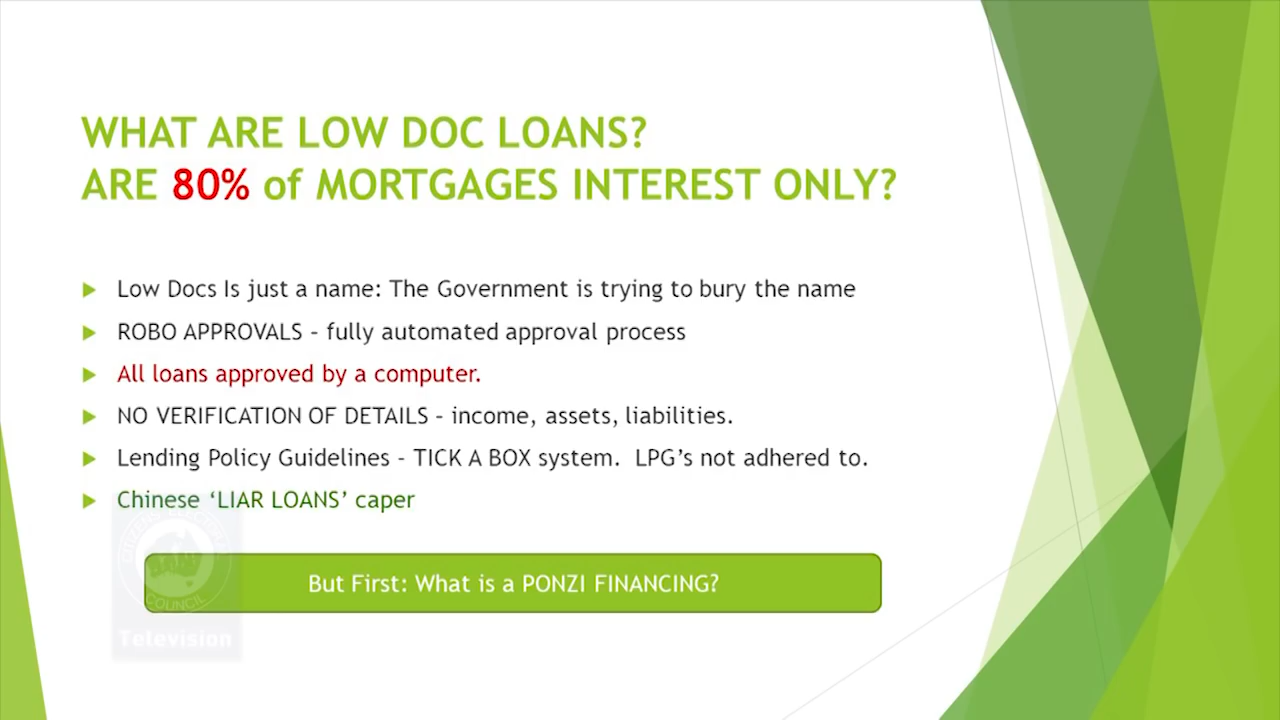 WHAT ARE LOW DOC LOANS?
ARE 80% of MORTGAGES INTEREST ONLY?
Low Docs Is just a name: The Government is trying to bury the name
ROBO APPROVALS – fully automated approval process
All loans approved by a computer.
NO VERIFICATION OF DETAILS – income, assets, liabilities.
Lending Policy Guidelines - TICK A BOX system. LPG's not adhered to.
Chinese ‘LIAR LOANS’ caper
But First: What is a PONZI FINANCING?
COUNCIL
Television